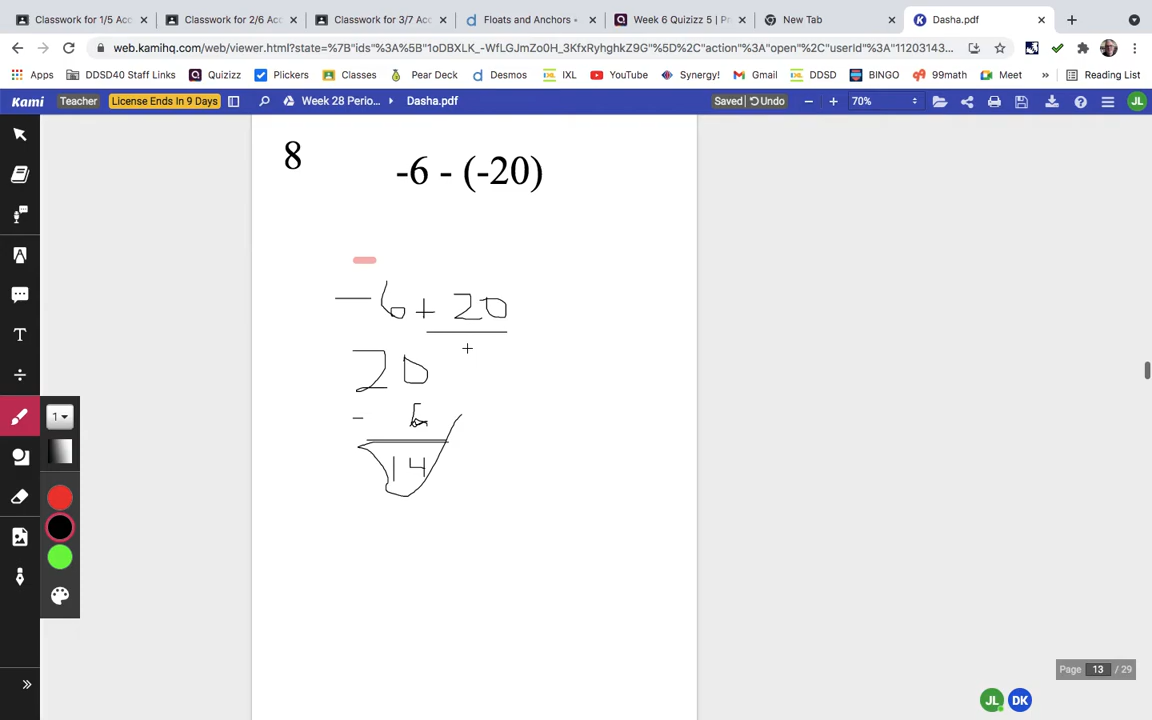 Classwork for 1/5 Acc
Classwork for 2/6 Acc
Classwork for 3/7 Acc
Floats and Anchors •
Week 6 Quizizz 5 | P
New Tab
Dasha.pdf
web.kamihq.com/web/viewer.html?state=%7B"ids"%3A%5B"1oDBXLK_-WfLGJmZo0H_3KfxRyhghkZ9G"%5D%2C"action"%3A"open"%2C"userId"%3A"11203143...
Apps
DDSD40 Staff Links
Quizizz
Plickers
Classes
Pear Deck
Desmos
IXL
YouTube
Synergy!
Gmail
DDSD
BINGO
99math
Meet
»
Reading List
Kami
Teacher
License Ends In 9 Days
Week 28 Perio...
Dasha.pdf
Saved
Undo
70%
JL
8
-6 - (-20)
-6 + 20
20
- 6
14
1
Page 13 / 29
JL
DK